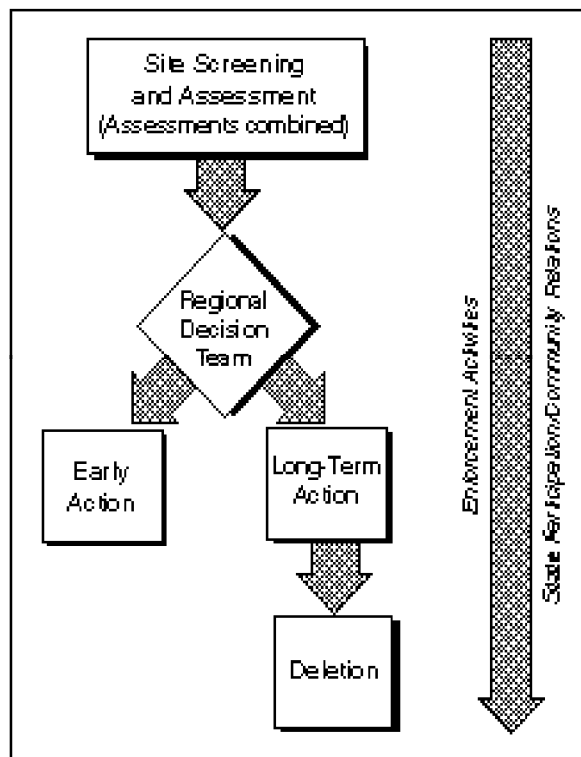 Site Screening
and Assessment
(Assessments combined)
Regional
Decision
Team
Early
Action
Long-Term
Action
Deletion
Enforcement Activities
State Participation/Community Relations